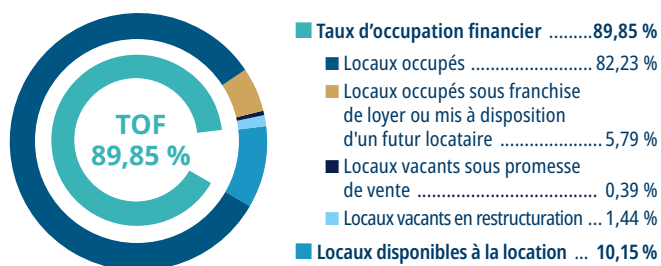 TOF
89,85 %
Taux d’occupation financier .........89,85 %
Locaux occupés ...................... 82,23 %
Locaux occupés sous franchise
de loyer ou mis à disposition
d'un futur locataire .................. 5,79 %
Locaux vacants sous promesse
de vente ................................ 0,39 %
Locaux vacants en restructuration ... 1,44 %
Locaux disponibles à la location ... 10,15 %